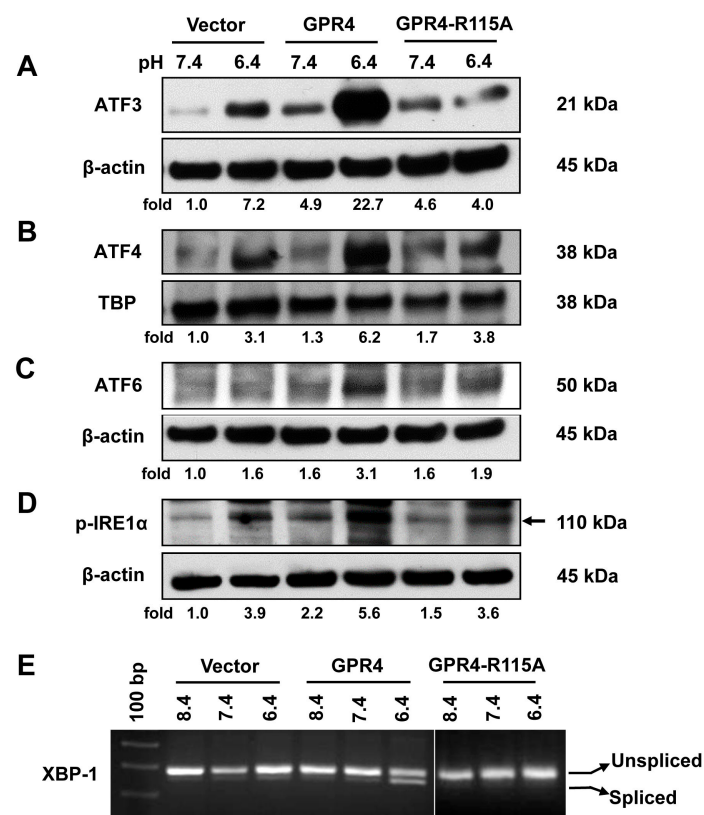 Vector GPR4 GPR4-R115A
pH 7.4 6.4 7.4 6.4 7.4 6.4
A
ATF3 21 kDa
β-actin 45 kDa
fold 1.0 7.2 4.9 22.7 4.6 4.0
B
ATF4 38 kDa
TBP 38 kDa
fold 1.0 3.1 1.3 6.2 1.7 3.8
C
ATF6 50 kDa
β-actin 45 kDa
fold 1.0 1.6 1.6 3.1 1.6 1.9
D
p-IRE1α 110 kDa
β-actin 45 kDa
fold 1.0 3.9 2.2 5.6 1.5 3.6
E
Vector GPR4 GPR4-R115A
100 bp 8.4 7.4 6.4 8.4 7.4 6.4 8.4 7.4 6.4
XBP-1
Unspliced
Spliced